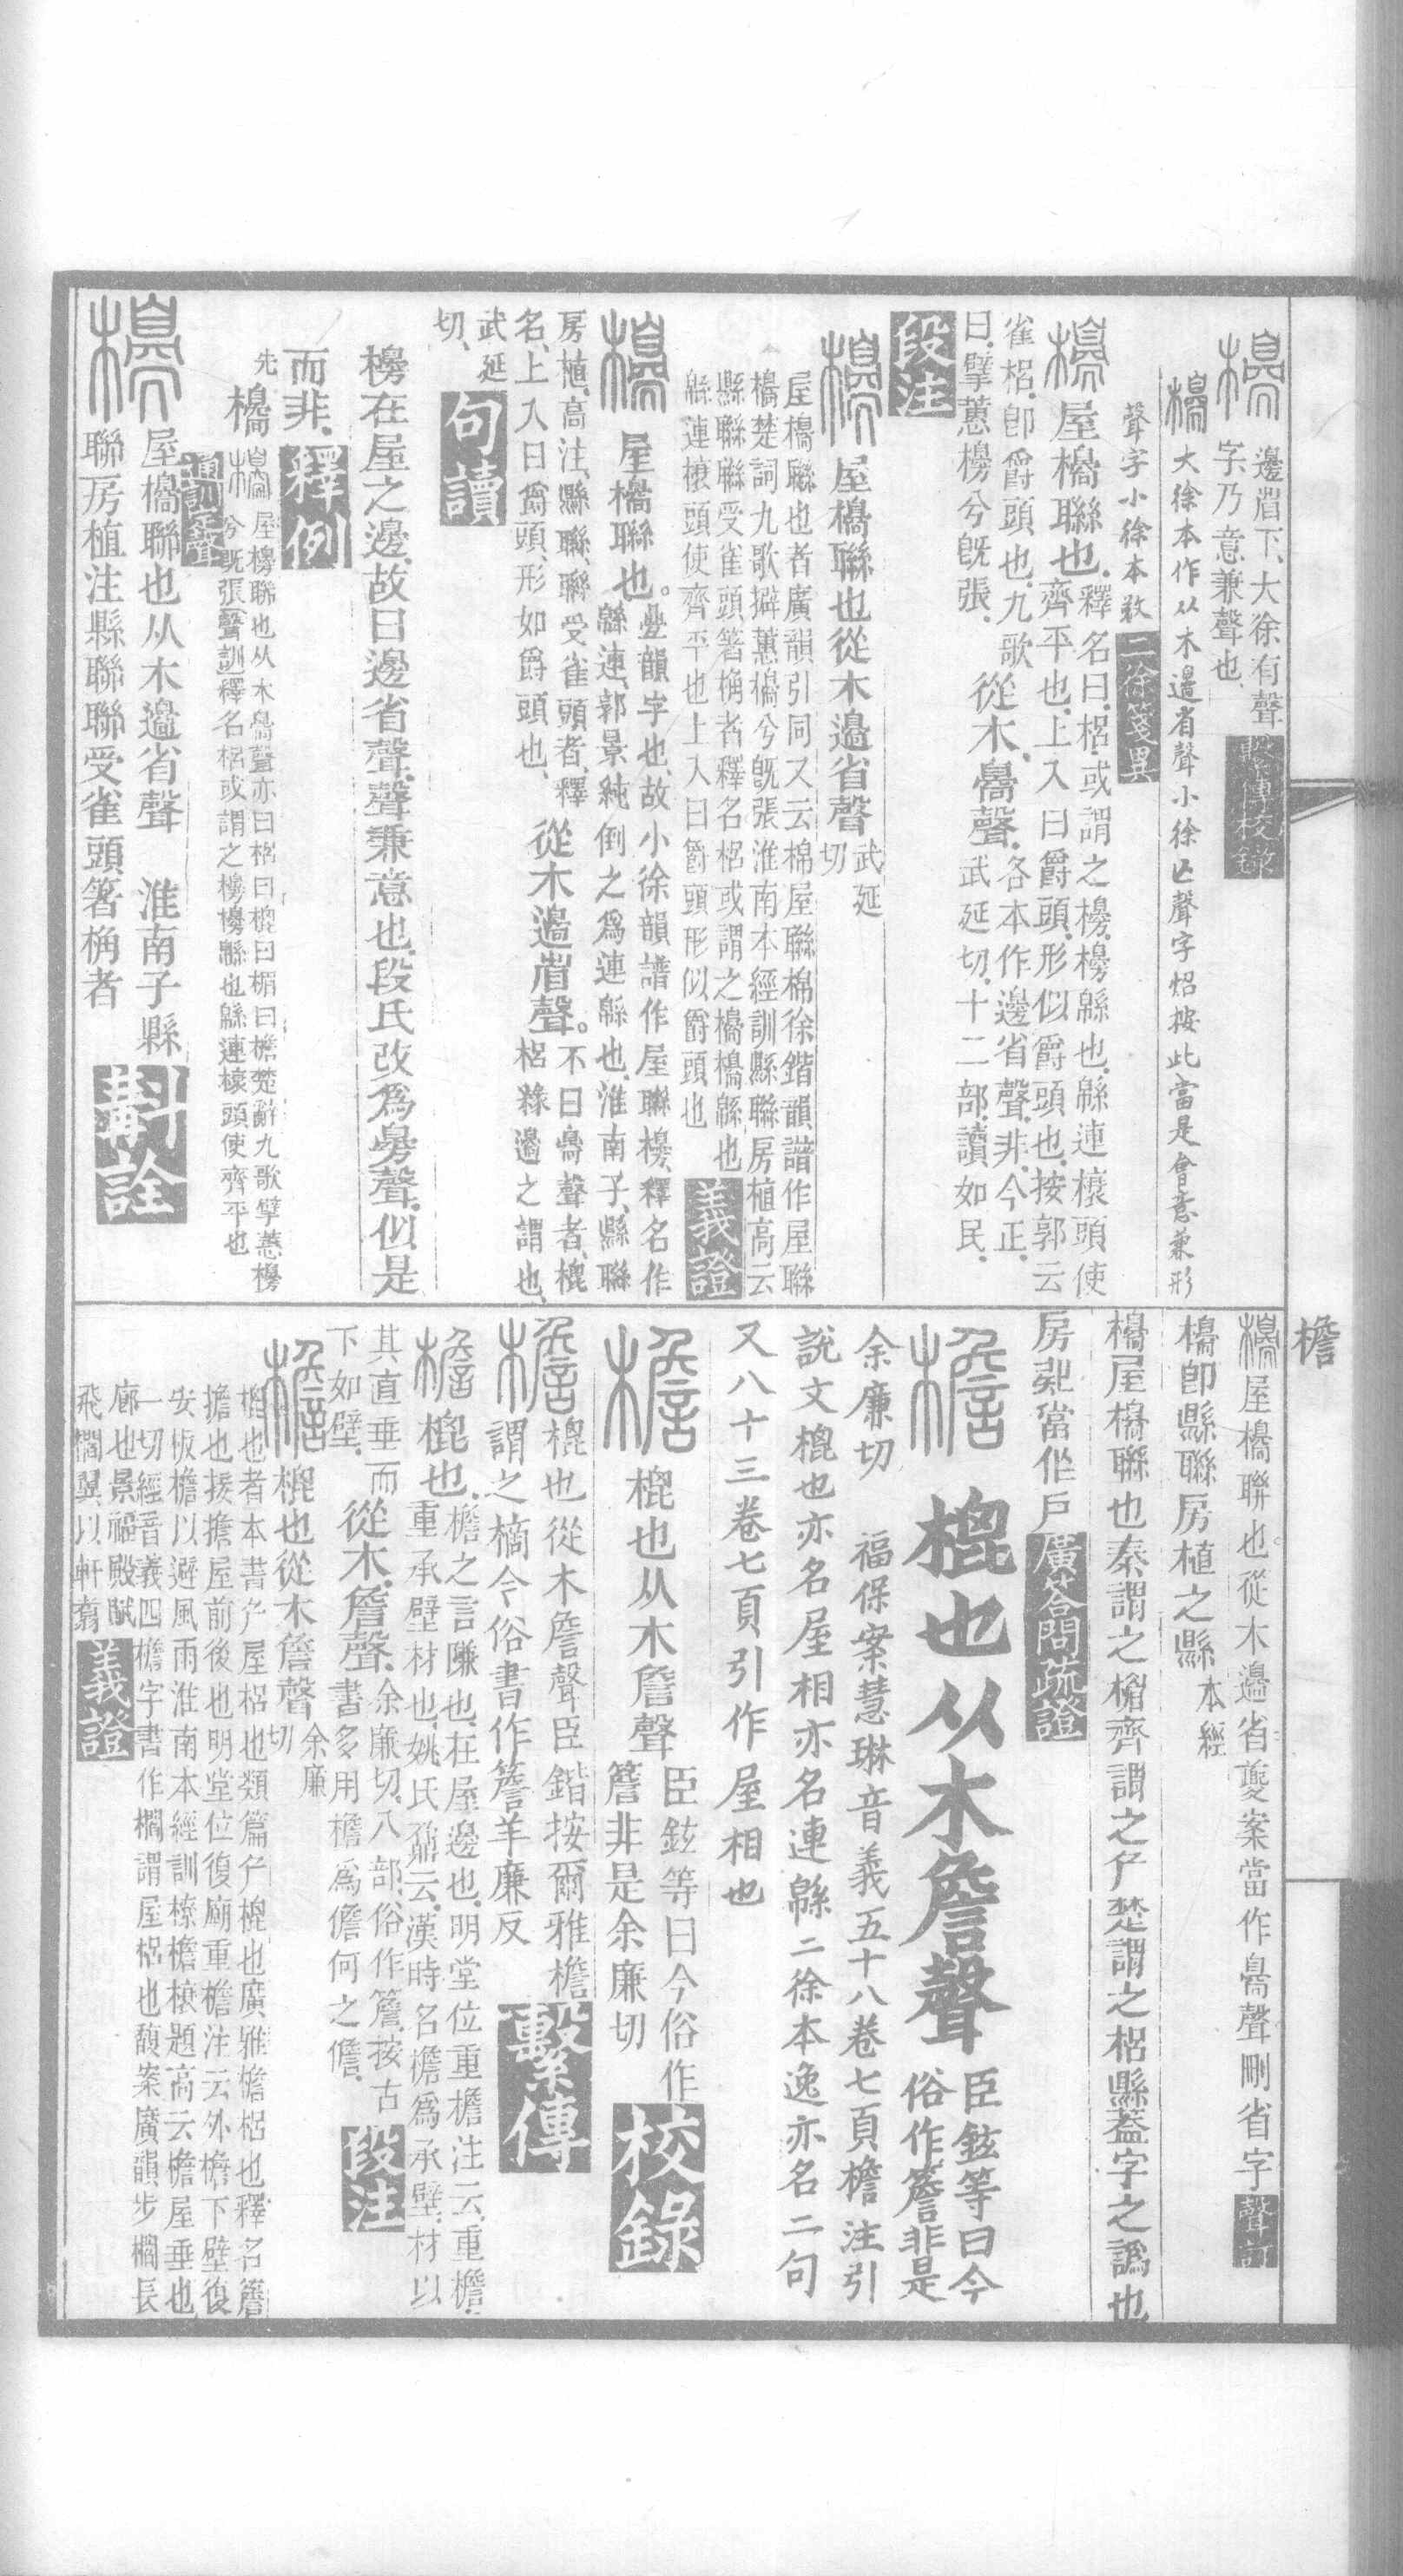 檐
櫋
邊省下大徐有聲
字乃意兼聲也
繫傳校錄
櫋
大徐本作从木邊省聲小徐亡聲字炤按此當是會意兼形
聲字小徐本敚
二徐箋異
櫋
屋櫋聯也
釋名曰梠或謂之櫋櫋緜也緜連榱頭使
齊平也上入曰爵頭形似爵頭也按郭云
雀梠卽爵頭也九歌
曰擘蕙櫋兮旣張
從木臱聲
各本作邊省聲非今正
武延切十二部讀如民
段注
櫋
屋櫋聯也從木邊省聲
武延
切
屋櫋聯也者廣韻引同又云棉屋聯棉徐鍇韻譜作屋聯
櫋楚詞九歌擗蕙櫋兮旣張淮南本經訓縣聯房植高云
縣聯聯受雀頭箸桷者釋名梠或謂之櫋櫋緜也
緜連榱頭使齊平也上入曰爵頭形似爵頭也
義證
櫋
屋櫋聯也
疊韻字也故小徐韻譜作屋聯櫋釋名作
緜連郭景純倒之爲連緜也淮南子縣聯
房植高注縣聯聯受雀頭者釋
名上入曰爵頭形如爵頭也
從木邊省聲
不曰臱聲者櫋
梠檐邊之謂也
武延
切
句讀
櫋在屋之邊故曰邊省聲聲兼意也段氏改爲臱聲似是
而非
釋例
先
櫋
屋櫋聯也从木臱聲亦曰梠曰櫋曰楣曰檐楚辭九歌擘蕙櫋
兮旣張聲訓釋名梠或謂之櫋櫋緜也緜連榱頭使齊平也
通訓定聲
櫋
屋櫋聯也从木邊省聲 淮南子縣
聯房植注縣聯聯受雀頭箸桷者
斠詮
櫋屋櫋聯也從木邊省夔案當作臱聲刪省字
聲訂
櫋卽縣聯房植之縣
本經
櫋屋櫋聯也秦謂之楣齊謂之厃楚謂之梠縣葢字之譌也
房
當作戶
廣答問疏證
檐
㮰也从木詹聲
臣鉉等曰今
俗作簷非是
余廉切 福保案慧琳音義五十八卷七頁檐注引
說文㮰也亦名屋相亦名連緜二徐本逸亦名二句
又八十三卷七頁引作屋相也
檐
㮰也从木詹聲
臣鉉等曰今俗作
簷非是余廉切
校錄
檐
㮰也從木詹聲臣鍇按爾雅檐
謂之樀今俗書作簷羊廉反
繫傳
檐
㮰也
檐之言隒也在屋邊也明堂位重檐注云重檐
重承壁材也姚氏鼐云漢時名檐爲承壁材以
其直垂而
下如壁
從木詹聲
余廉切八部俗作簷按古
書多用檐爲儋何之儋
段注
檐
㮰也從木詹聲
余廉
切
㮰也者本書厃屋梠也類篇厃㮰也廣雅檐梠也釋名簷
擔也接擔屋前後也明堂位復廟重檐注云外檐下壁復
安板檐以避風雨淮南本經訓檫檐榱題高云檐屋垂也
一切經音義四檐字書作櫩謂屋梠也馥案廣韻步櫩長
廊也景福殿賦
飛櫩翼以軒翥
義證